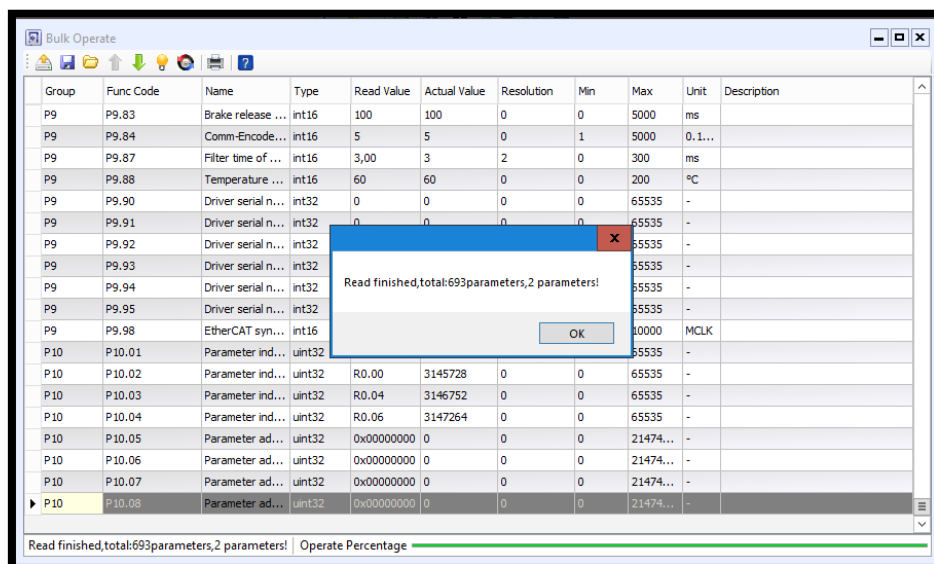 Bulk Operate
Group Func Code Name Type Read Value Actual Value Resolution Min Max Unit Description
P9 P9.83 Brake release ... int16 100 100 0 0 5000 ms
P9 P9.84 Comm-Encode... int16 5 5 0 1 5000 0.1...
P9 P9.87 Filter time of ... int16 3,00 3 2 0 300 ms
P9 P9.88 Temperature ... int16 60 60 0 0 200 °C
P9 P9.90 Driver serial n... int32 0 0 0 0 65535 -
P9 P9.91 Driver serial n... int32 0 0 0 0 65535 -
P9 P9.92 Driver serial n... int32 65535 -
P9 P9.93 Driver serial n... int32 65535 -
P9 P9.94 Driver serial n... int32 65535 -
P9 P9.95 Driver serial n... int32 65535 -
P9 P9.98 EtherCAT syn... int16 10000 MCLK
P10 P10.01 Parameter ind... uint32 65535 -
P10 P10.02 Parameter ind... uint32 R0.00 3145728 0 0 65535 -
P10 P10.03 Parameter ind... uint32 R0.04 3146752 0 0 65535 -
P10 P10.04 Parameter ind... uint32 R0.06 3147264 0 0 65535 -
P10 P10.05 Parameter ad... uint32 0x00000000 0 0 0 21474... -
P10 P10.06 Parameter ad... uint32 0x00000000 0 0 0 21474... -
P10 P10.07 Parameter ad... uint32 0x00000000 0 0 0 21474... -
P10 P10.08 Parameter ad... uint32 0x00000000 0 0 0 21474... -
Read finished,total:693parameters,2 parameters!
OK
Read finished,total:693parameters,2 parameters! Operate Percentage